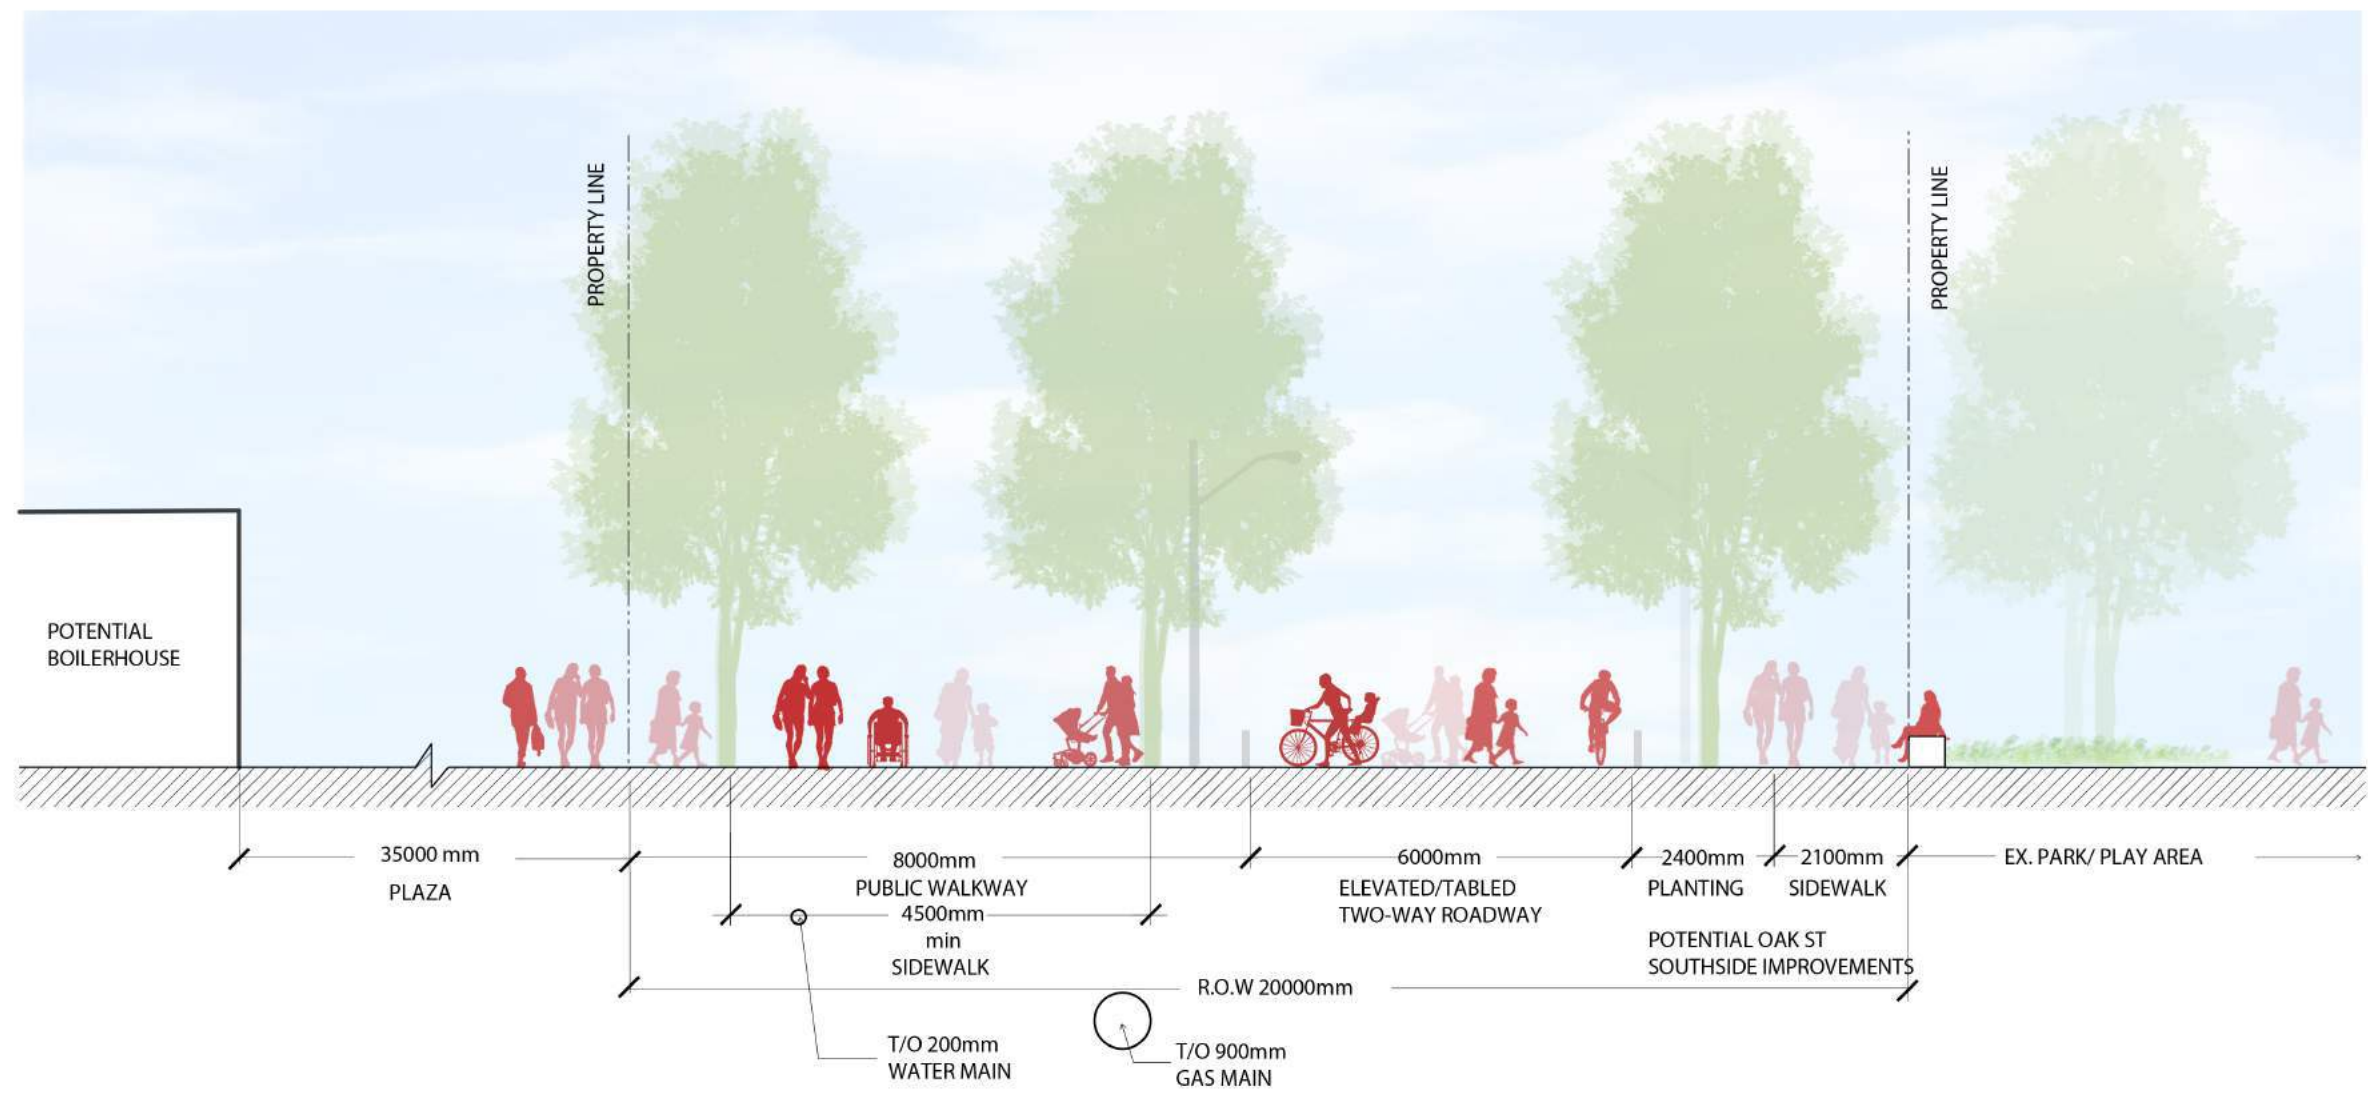 PROPERTY LINE
PROPERTY LINE
POTENTIAL
BOILERHOUSE
35000 mm
PLAZA
8000mm
PUBLIC WALKWAY
4500mm
min
SIDEWALK
6000mm
ELEVATED/TABLED
TWO-WAY ROADWAY
2400mm
PLANTING
2100mm
SIDEWALK
EX. PARK/ PLAY AREA
POTENTIAL OAK ST
SOUTHSIDE IMPROVEMENTS
R.O.W 20000mm
T/O 200mm
WATER MAIN
T/O 900mm
GAS MAIN